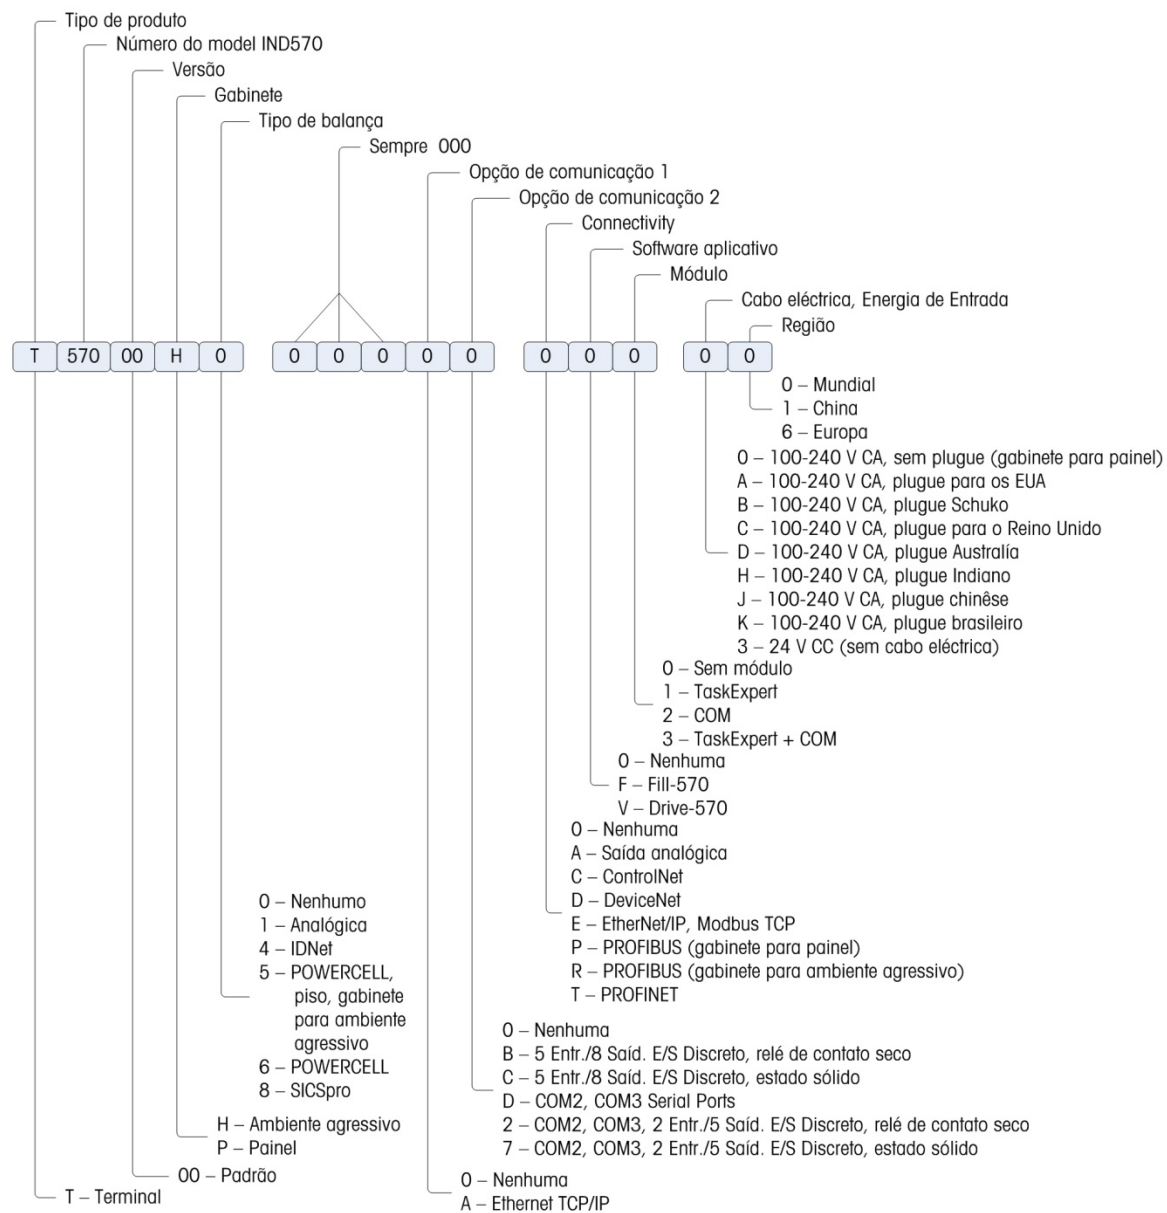 Tipo de produto
Número do model IND570
Versão
Gabinete
Tipo de balança
Sempre 000
Opção de comunicação 1
Opção de comunicação 2
Connectivity
Software aplicativo
Módulo
Cabo eléctrica, Energia de Entrada
Região
T 570 00 H 0 0 0 0 0 0 0 0 0 0 0
0 – Mundial
1 – China
6 – Europa
0 – 100-240 V CA, sem plugue (gabinete para painel)
A – 100-240 V CA, plugue para os EUA
B – 100-240 V CA, plugue Schuko
C – 100-240 V CA, plugue para o Reino Unido
D – 100-240 V CA, plugue Australía
H – 100-240 V CA, plugue Indiano
J – 100-240 V CA, plugue chinêse
K – 100-240 V CA, plugue brasileiro
3 – 24 V CC (sem cabo eléctrica)
0 – Sem módulo
1 – TaskExpert
2 – COM
3 – TaskExpert + COM
0 – Nenhuma
F – Fill-570
V – Drive-570
0 – Nenhuma
A – Saída analógica
C – ControlNet
D – DeviceNet
E – EtherNet/IP, Modbus TCP
P – PROFIBUS (gabinete para painel)
R – PROFIBUS (gabinete para ambiente agressivo)
T – PROFINET
0 – Nenhumo
1 – Analógica
4 – IDNet
5 – POWERCELL,
piso, gabinete
para ambiente
agressivo
6 – POWERCELL
8 – SICSpro
0 – Nenhuma
B – 5 Entr./8 Saíd. E/S Discreto, relé de contato seco
C – 5 Entr./8 Saíd. E/S Discreto, estado sólido
D – COM2, COM3 Serial Ports
2 – COM2, COM3, 2 Entr./5 Saíd. E/S Discreto, relé de contato seco
7 – COM2, COM3, 2 Entr./5 Saíd. E/S Discreto, estado sólido
H – Ambiente agressivo
P – Painel
00 – Padrão
T – Terminal
0 – Nenhuma
A – Ethernet TCP/IP